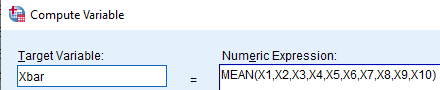 Compute Variable
Target Variable: Numeric Expression:
Xbar = MEAN(X1,X2,X3,X4,X5,X6,X7,X8,X9,X10)